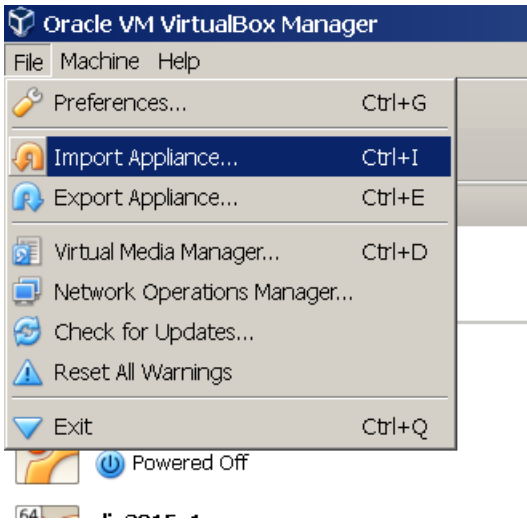 Oracle VM VirtualBox Manager
File Machine Help
Preferences... Ctrl+G
Import Appliance... Ctrl+I
Export Appliance... Ctrl+E
Virtual Media Manager... Ctrl+D
Network Operations Manager...
Check for Updates...
Reset All Warnings
Exit Ctrl+Q
Powered Off
64